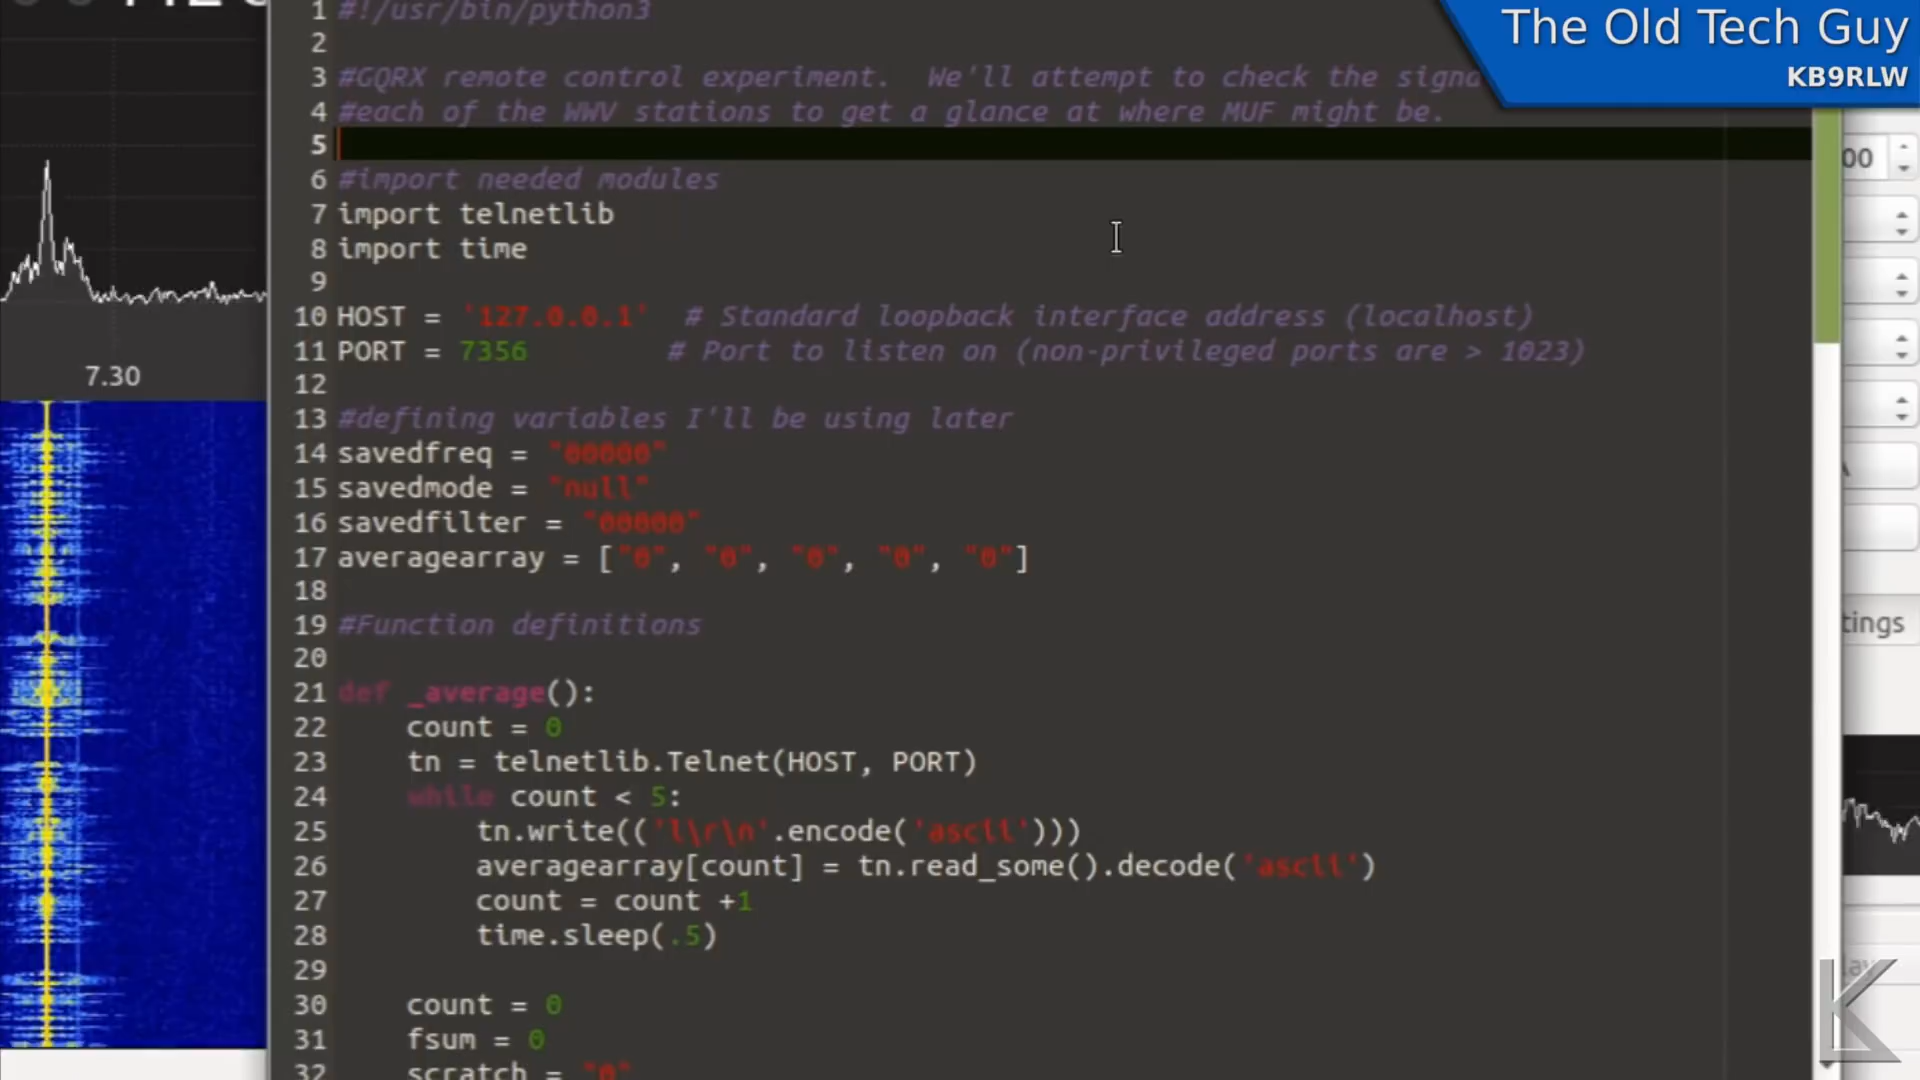 The Old Tech Guy
KB9RLW
1 #!/usr/bin/python3
2
3 #GQRX remote control experiment.  We'll attempt to check the signa
4 #each of the WWV stations to get a glance at where MUF might be.
5
6 #import needed modules
7 import telnetlib
8 import time
9
10 HOST = '127.0.0.1'  # Standard loopback interface address (localhost)
11 PORT = 7356        # Port to listen on (non-privileged ports are > 1023)
12
13 #defining variables I'll be using later
14 savedfreq = "00000"
15 savedmode = "null"
16 savedfilter = "00000"
17 averagearray = ["0", "0", "0", "0", "0"]
18
19 #Function definitions
20
21 def _average():
22     count = 0
23     tn = telnetlib.Telnet(HOST, PORT)
24     while count < 5:
25         tn.write(('l\r\n'.encode('ascii')))
26         averagearray[count] = tn.read_some().decode('ascii')
27         count = count +1
28         time.sleep(.5)
29
30     count = 0
31     fsum = 0
32     scratch = "0"
7.30
00
tings
K